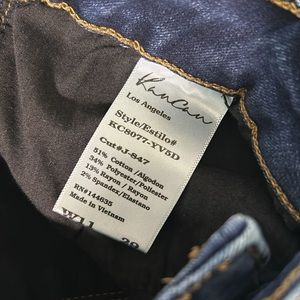 KanCan
Los Angeles
Style/Estilo#
KC8077-YV5D
Cut#J-847
51% Cotton /Algodon
34% Polyester/Poliester
13% Rayon / Rayon
2% Spandex/Elastano
RN#144635
Made in Vietnam
W11